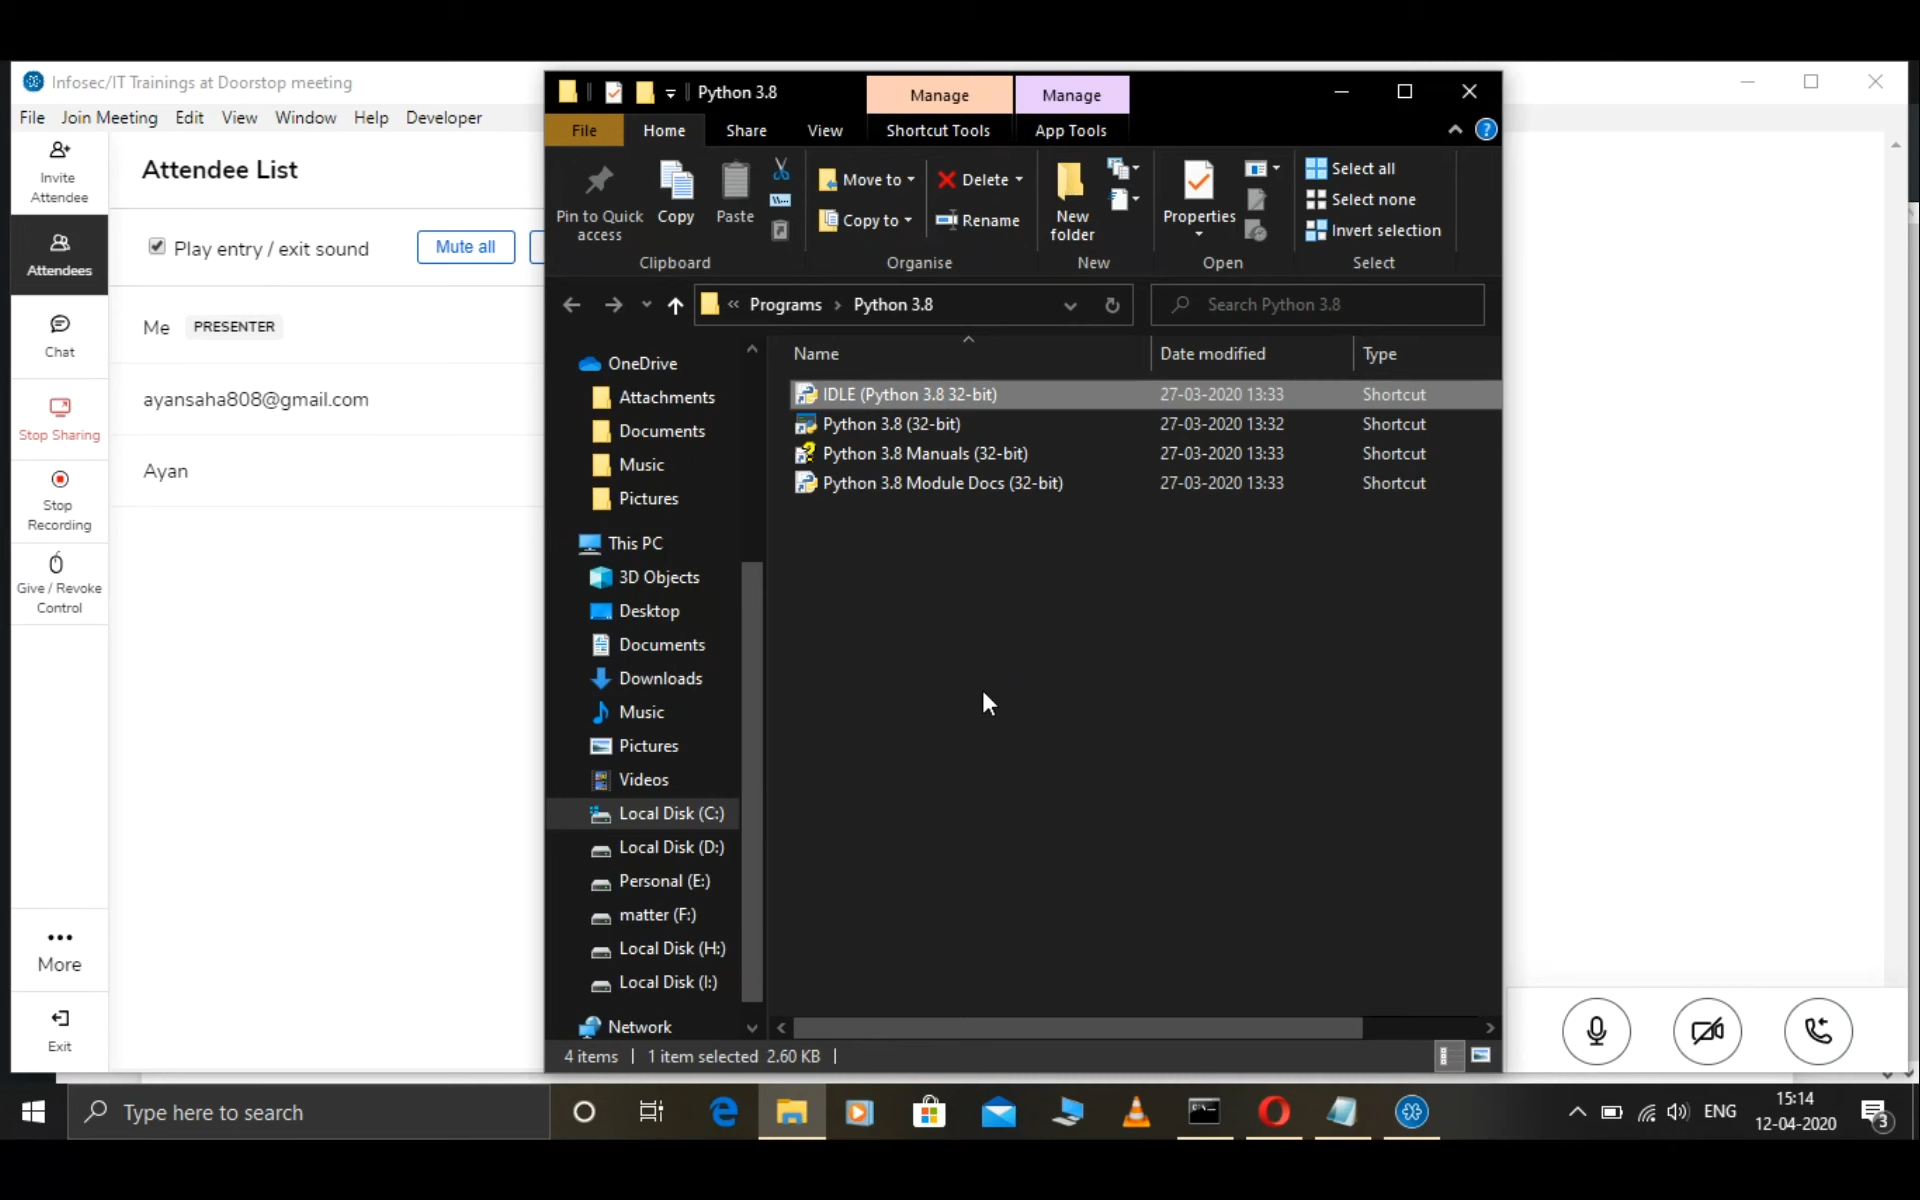 Infosec/IT Trainings at Doorstop meeting
File Join Meeting Edit View Window Help Developer
Invite
Attendee
Attendees
Chat
Stop Sharing
Stop
Recording
Give / Revoke
Control
More
Exit
Attendee List
Play entry / exit sound
Mute all
Me PRESENTER
ayansaha808@gmail.com
Ayan
Python 3.8
Manage
Manage
File
Home
Share
View
Shortcut Tools
App Tools
Pin to Quick
access
Copy
Paste
Clipboard
Move to
Copy to
Delete
Rename
Organise
New
folder
New
Properties
Open
Select all
Select none
Invert selection
Select
« Programs › Python 3.8
Search Python 3.8
OneDrive
Attachments
Documents
Music
Pictures
This PC
3D Objects
Desktop
Documents
Downloads
Music
Pictures
Videos
Local Disk (C:)
Local Disk (D:)
Personal (E:)
matter (F:)
Local Disk (H:)
Local Disk (I:)
Network
Name Date modified Type
IDLE (Python 3.8 32-bit) 27-03-2020 13:33 Shortcut
Python 3.8 (32-bit) 27-03-2020 13:32 Shortcut
Python 3.8 Manuals (32-bit) 27-03-2020 13:33 Shortcut
Python 3.8 Module Docs (32-bit) 27-03-2020 13:33 Shortcut
4 items 1 item selected 2.60 KB
Type here to search
ENG
15:14
12-04-2020
3